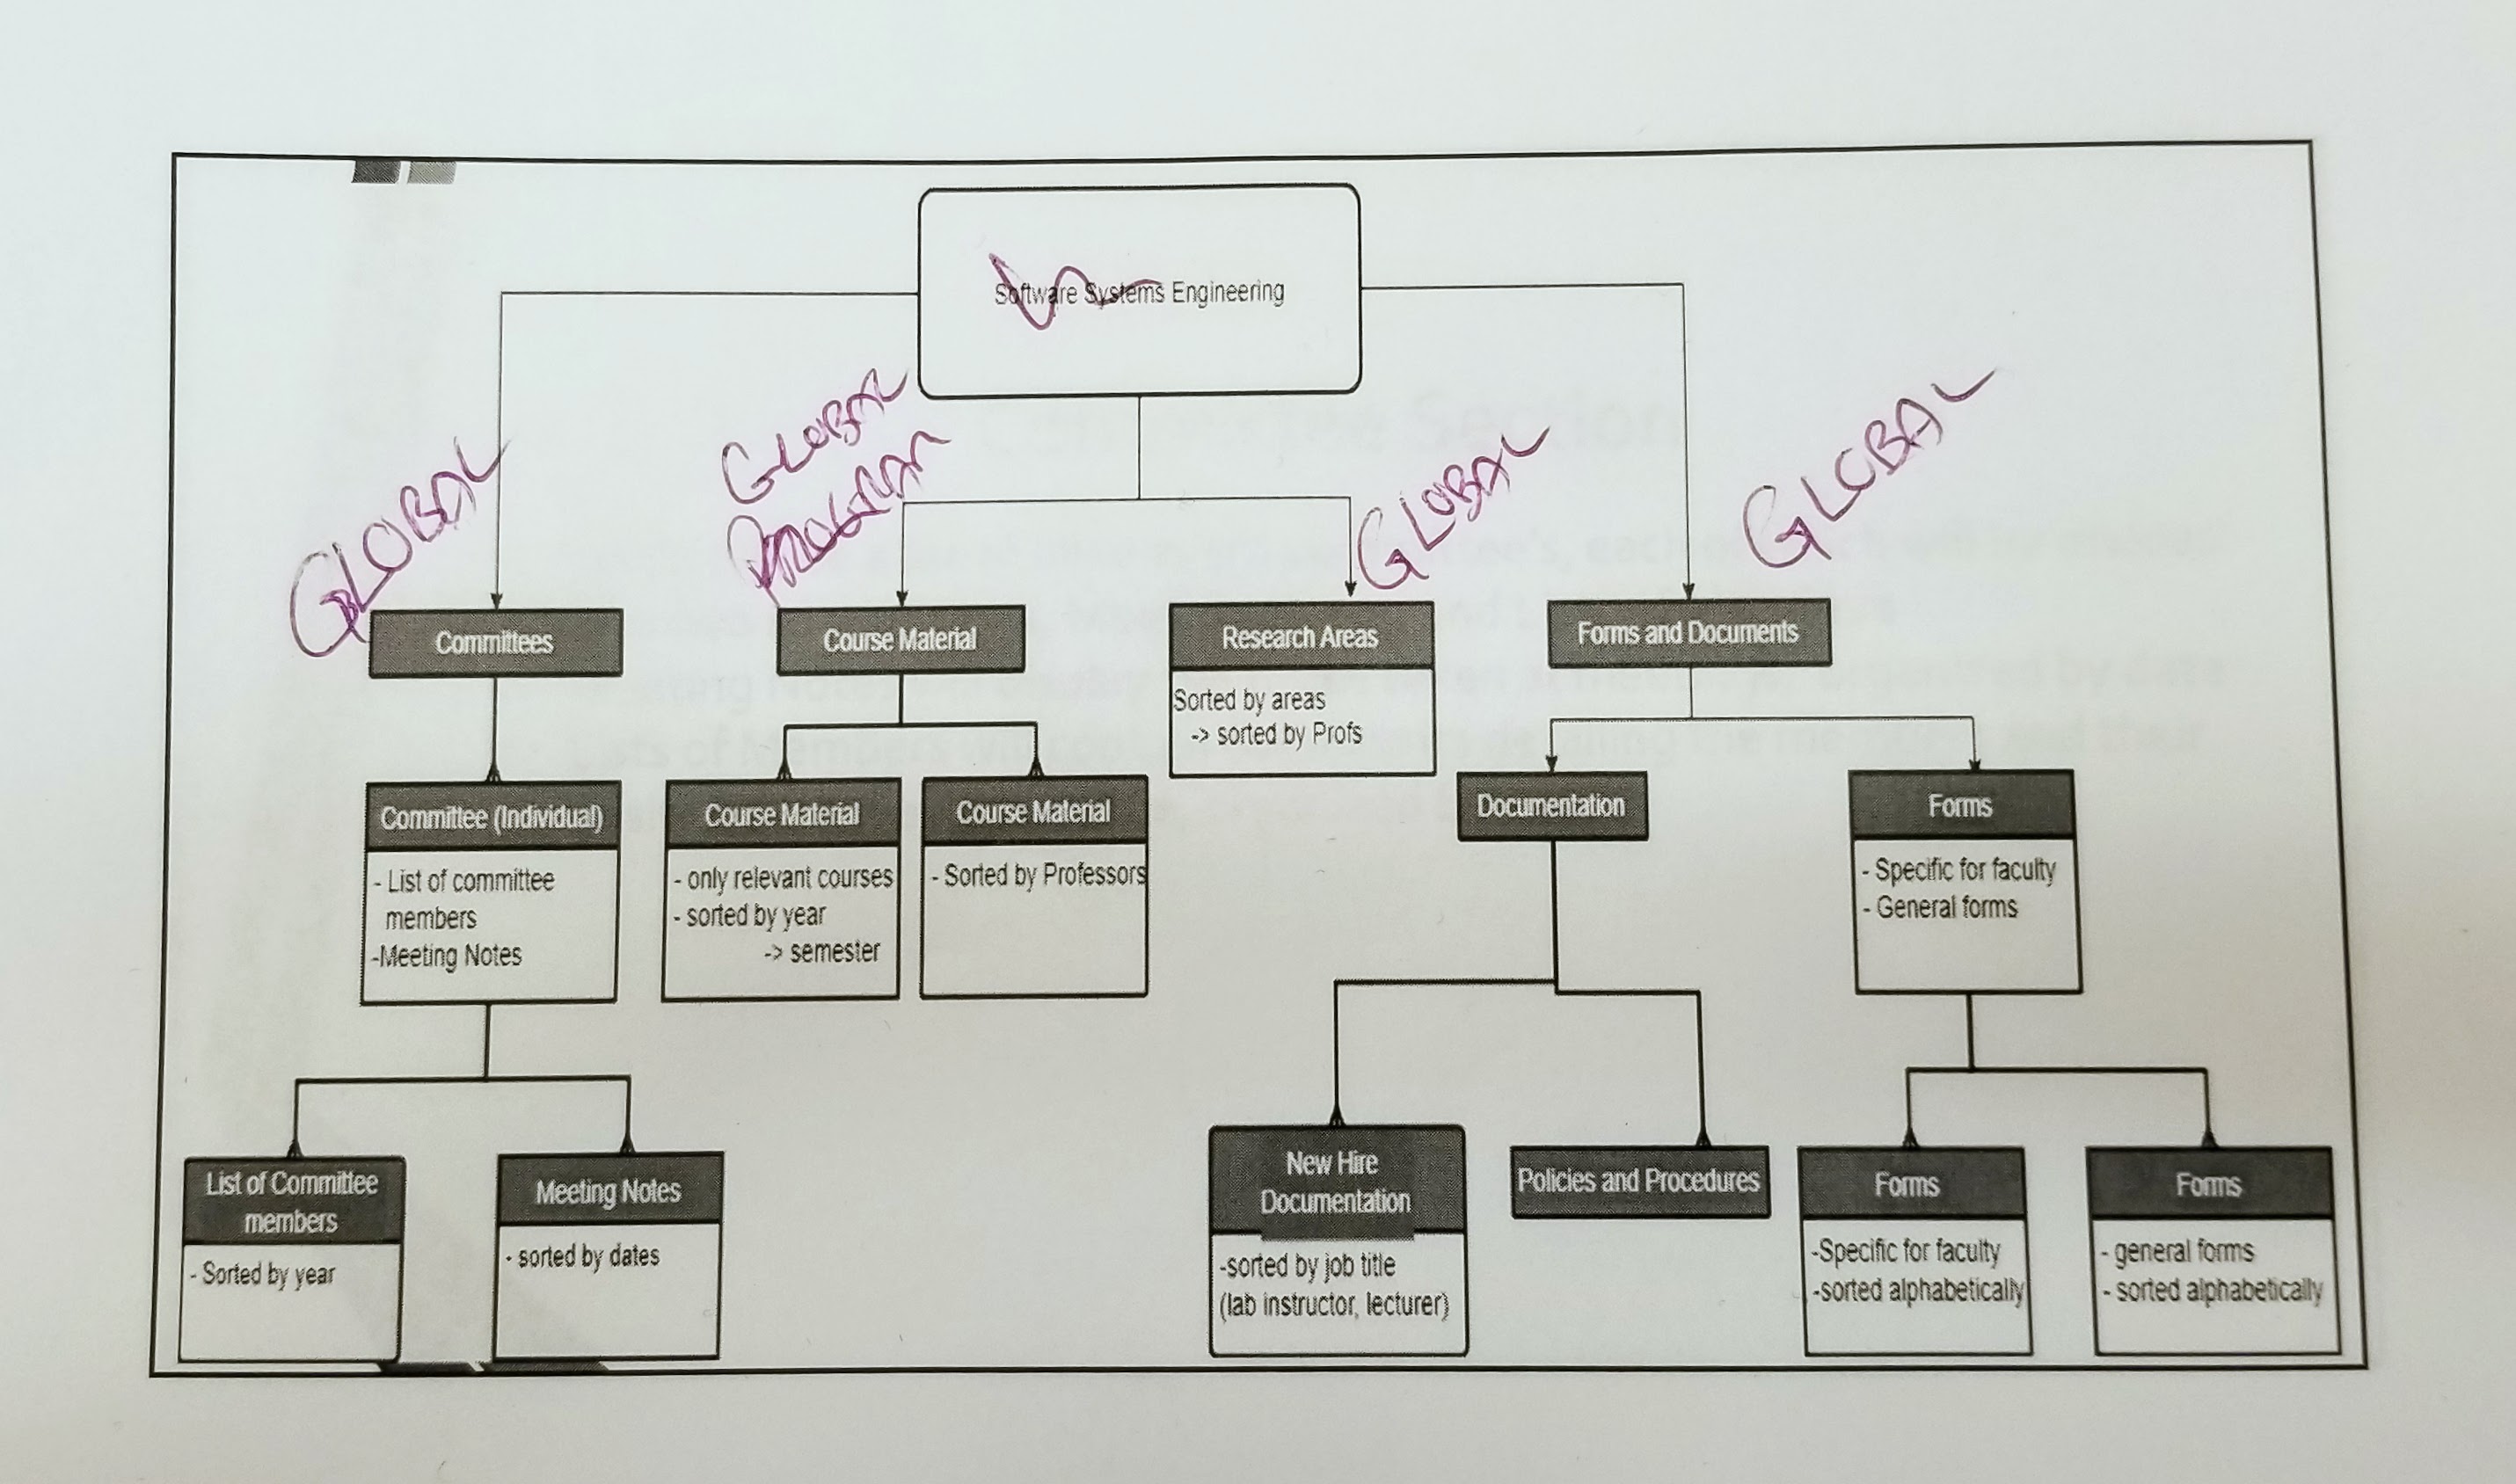 Software Systems Engineering
GLOBAL
GLOBAL
PROGRAM
GLOBAL
GLOBAL
Committees
Course Material
Research Areas
Sorted by areas
-> sorted by Profs
Forms and Documents
Committee (Individual)
- List of committee
members
-Meeting Notes
Course Material
- only relevant courses
- sorted by year
-> semester
Course Material
- Sorted by Professors
Documentation
Forms
- Specific for faculty
- General forms
List of Committee
members
- Sorted by year
Meeting Notes
- sorted by dates
New Hire
Documentation
-sorted by job title
(lab instructor, lecturer)
Policies and Procedures
Forms
-Specific for faculty
-sorted alphabetically
Forms
- general forms
- sorted alphabetically